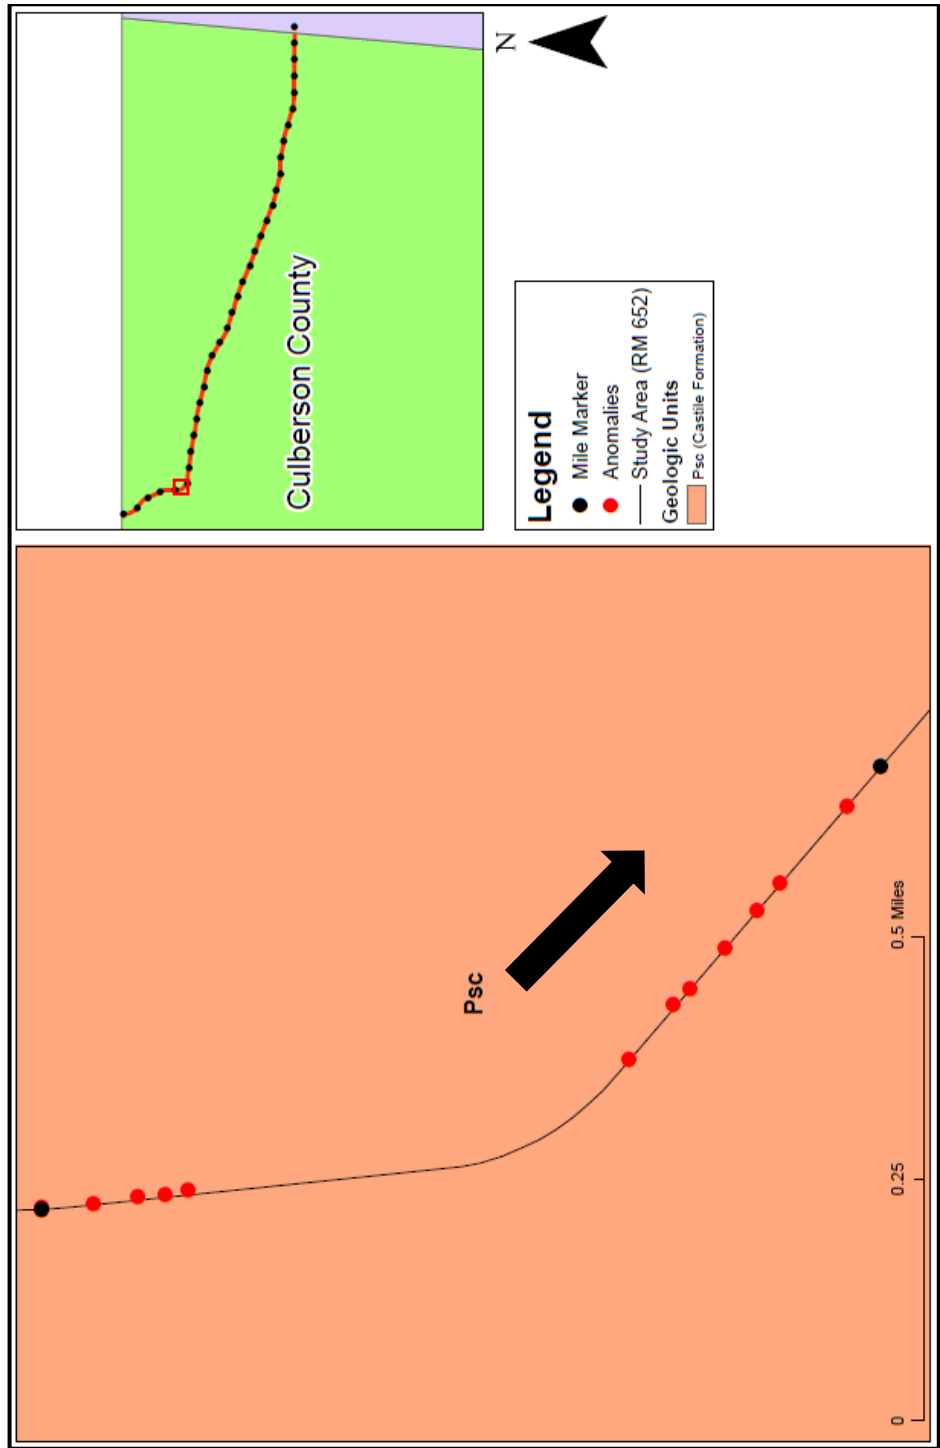 Culberson County
N
Legend
Mile Marker
Anomalies
Study Area (RM 652)
Geologic Units
Psc (Castile Formation)
Psc
0 0.25 0.5 Miles